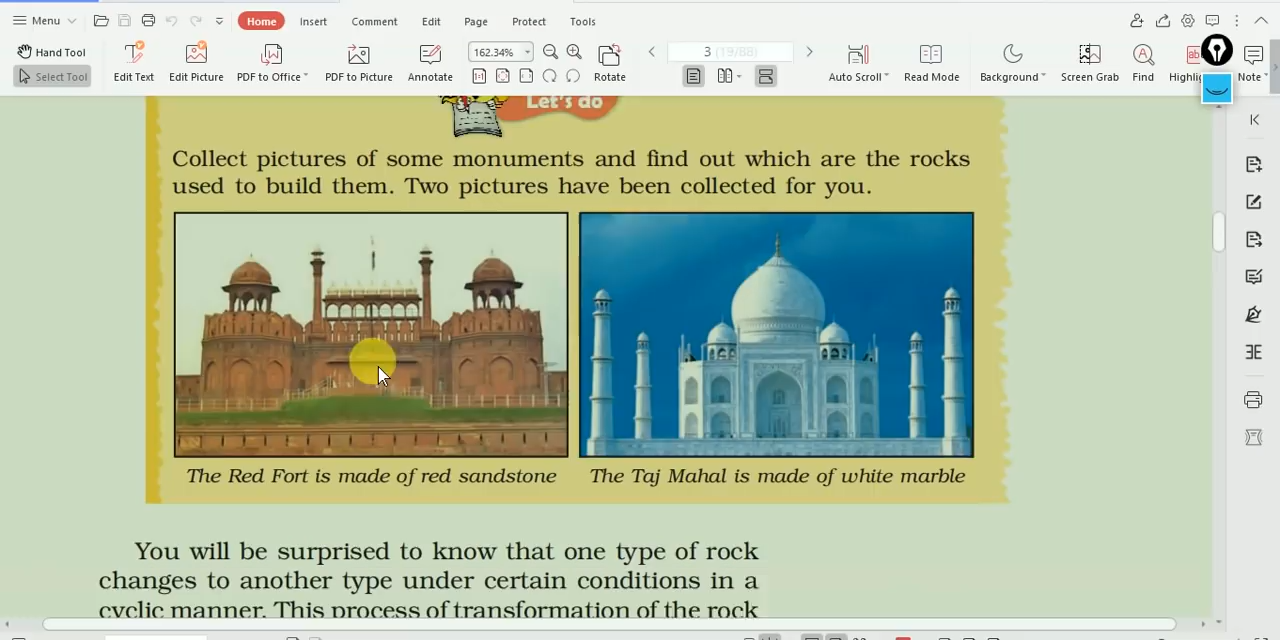 Menu Home Insert Comment Edit Page Protect Tools
Hand Tool
Select Tool
Edit Text
Edit Picture
PDF to Office
PDF to Picture
Annotate
162.34%
Rotate
3 (19/88)
Auto Scroll
Read Mode
Background
Screen Grab
Find
Highlig
Note
Let's do
Collect pictures of some monuments and find out which are the rocks
used to build them. Two pictures have been collected for you.
The Red Fort is made of red sandstone
The Taj Mahal is made of white marble
You will be surprised to know that one type of rock
changes to another type under certain conditions in a
cyclic manner. This process of transformation of the rock